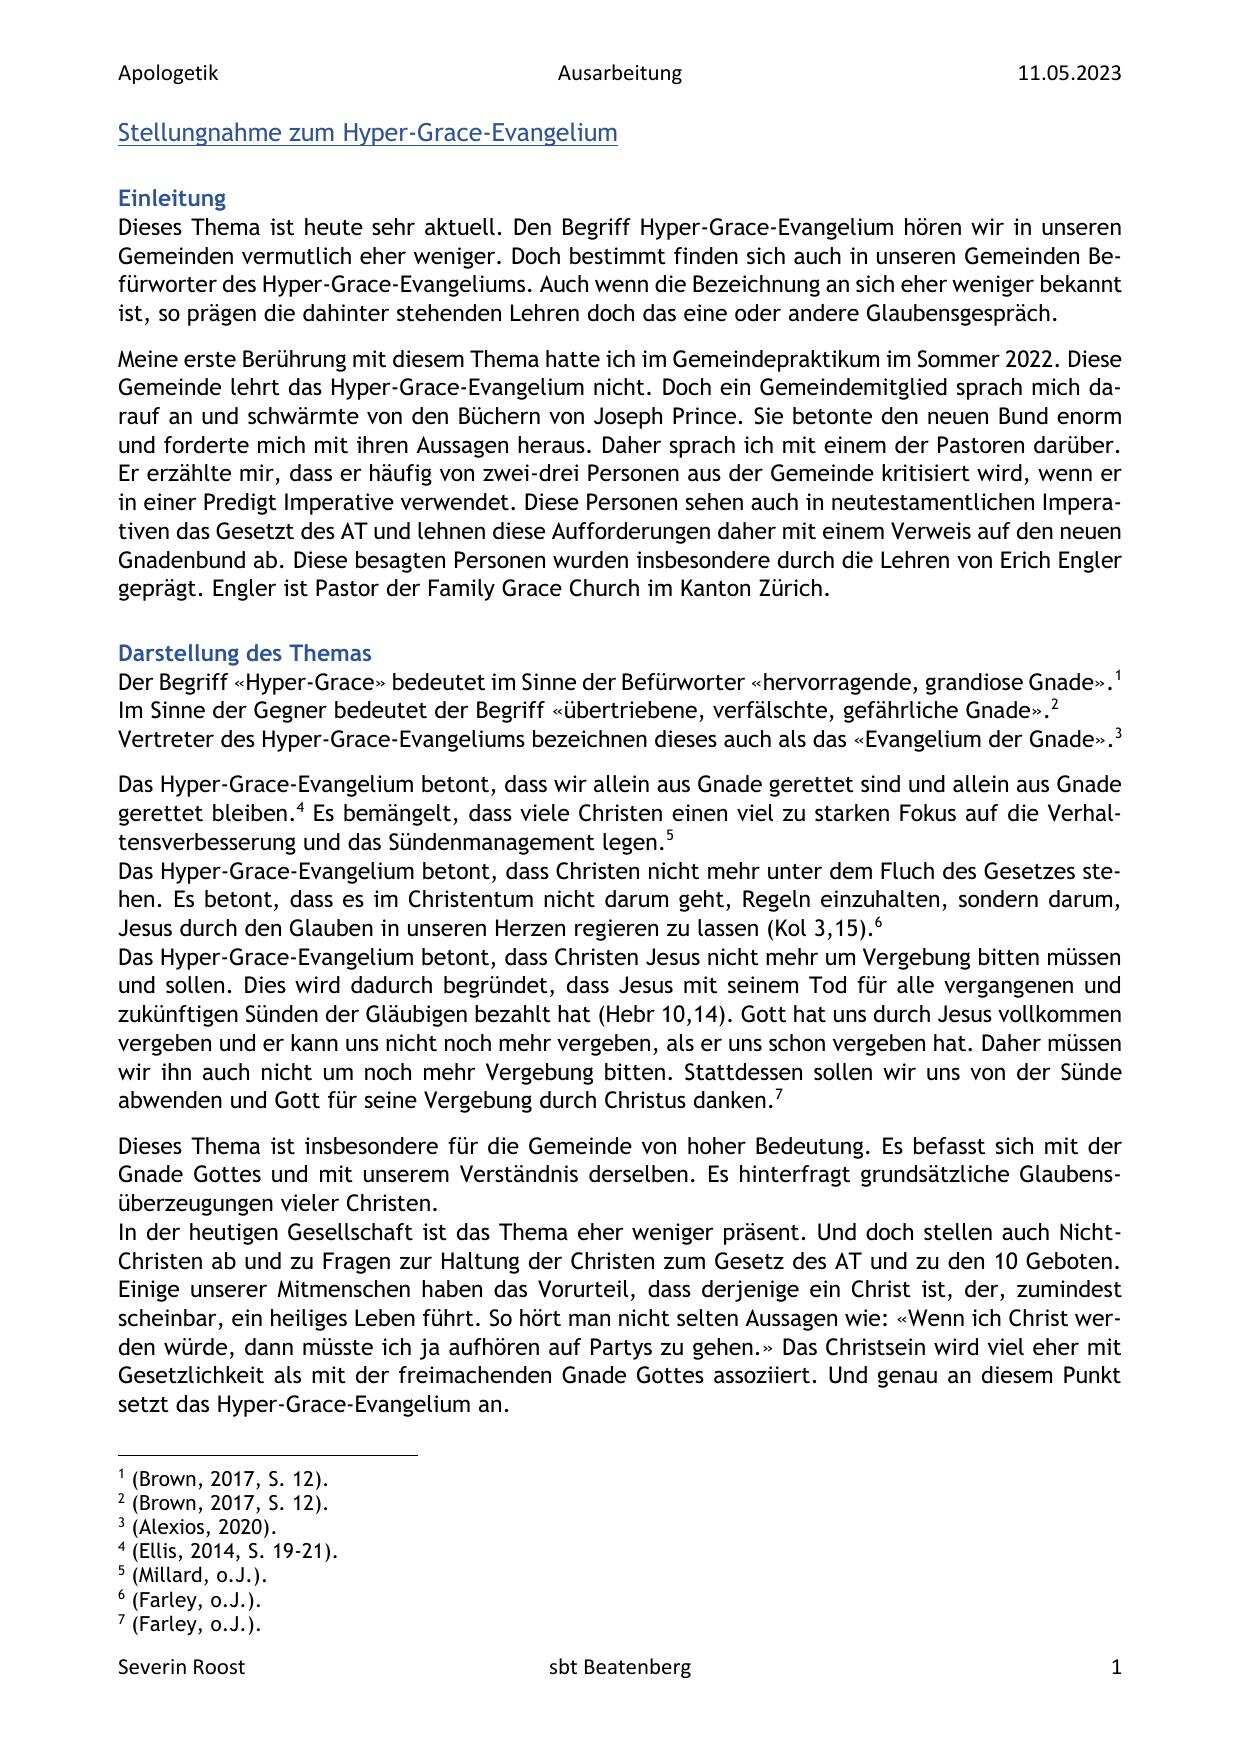 Apologetik Ausarbeitung 11.05.2023
Stellungnahme zum Hyper-Grace-Evangelium
Einleitung
Dieses Thema ist heute sehr aktuell. Den Begriff Hyper-Grace-Evangelium hören wir in unseren
Gemeinden vermutlich eher weniger. Doch bestimmt finden sich auch in unseren Gemeinden Be-
fürworter des Hyper-Grace-Evangeliums. Auch wenn die Bezeichnung an sich eher weniger bekannt
ist, so prägen die dahinter stehenden Lehren doch das eine oder andere Glaubensgespräch.
Meine erste Berührung mit diesem Thema hatte ich im Gemeindepraktikum im Sommer 2022. Diese
Gemeinde lehrt das Hyper-Grace-Evangelium nicht. Doch ein Gemeindemitglied sprach mich da-
rauf an und schwärmte von den Büchern von Joseph Prince. Sie betonte den neuen Bund enorm
und forderte mich mit ihren Aussagen heraus. Daher sprach ich mit einem der Pastoren darüber.
Er erzählte mir, dass er häufig von zwei-drei Personen aus der Gemeinde kritisiert wird, wenn er
in einer Predigt Imperative verwendet. Diese Personen sehen auch in neutestamentlichen Impera-
tiven das Gesetzt des AT und lehnen diese Aufforderungen daher mit einem Verweis auf den neuen
Gnadenbund ab. Diese besagten Personen wurden insbesondere durch die Lehren von Erich Engler
geprägt. Engler ist Pastor der Family Grace Church im Kanton Zürich.
Darstellung des Themas
Der Begriff «Hyper-Grace» bedeutet im Sinne der Befürworter «hervorragende, grandiose Gnade».1
Im Sinne der Gegner bedeutet der Begriff «übertriebene, verfälschte, gefährliche Gnade».2
Vertreter des Hyper-Grace-Evangeliums bezeichnen dieses auch als das «Evangelium der Gnade».3
Das Hyper-Grace-Evangelium betont, dass wir allein aus Gnade gerettet sind und allein aus Gnade
gerettet bleiben.4 Es bemängelt, dass viele Christen einen viel zu starken Fokus auf die Verhal-
tensverbesserung und das Sündenmanagement legen.5
Das Hyper-Grace-Evangelium betont, dass Christen nicht mehr unter dem Fluch des Gesetzes ste-
hen. Es betont, dass es im Christentum nicht darum geht, Regeln einzuhalten, sondern darum,
Jesus durch den Glauben in unseren Herzen regieren zu lassen (Kol 3,15).6
Das Hyper-Grace-Evangelium betont, dass Christen Jesus nicht mehr um Vergebung bitten müssen
und sollen. Dies wird dadurch begründet, dass Jesus mit seinem Tod für alle vergangenen und
zukünftigen Sünden der Gläubigen bezahlt hat (Hebr 10,14). Gott hat uns durch Jesus vollkommen
vergeben und er kann uns nicht noch mehr vergeben, als er uns schon vergeben hat. Daher müssen
wir ihn auch nicht um noch mehr Vergebung bitten. Stattdessen sollen wir uns von der Sünde
abwenden und Gott für seine Vergebung durch Christus danken.7
Dieses Thema ist insbesondere für die Gemeinde von hoher Bedeutung. Es befasst sich mit der
Gnade Gottes und mit unserem Verständnis derselben. Es hinterfragt grundsätzliche Glaubens-
überzeugungen vieler Christen.
In der heutigen Gesellschaft ist das Thema eher weniger präsent. Und doch stellen auch Nicht-
Christen ab und zu Fragen zur Haltung der Christen zum Gesetz des AT und zu den 10 Geboten.
Einige unserer Mitmenschen haben das Vorurteil, dass derjenige ein Christ ist, der, zumindest
scheinbar, ein heiliges Leben führt. So hört man nicht selten Aussagen wie: «Wenn ich Christ wer-
den würde, dann müsste ich ja aufhören auf Partys zu gehen.» Das Christsein wird viel eher mit
Gesetzlichkeit als mit der freimachenden Gnade Gottes assoziiert. Und genau an diesem Punkt
setzt das Hyper-Grace-Evangelium an.
1 (Brown, 2017, S. 12).
2 (Brown, 2017, S. 12).
3 (Alexios, 2020).
4 (Ellis, 2014, S. 19-21).
5 (Millard, o.J.).
6 (Farley, o.J.).
7 (Farley, o.J.).
Severin Roost sbt Beatenberg 1